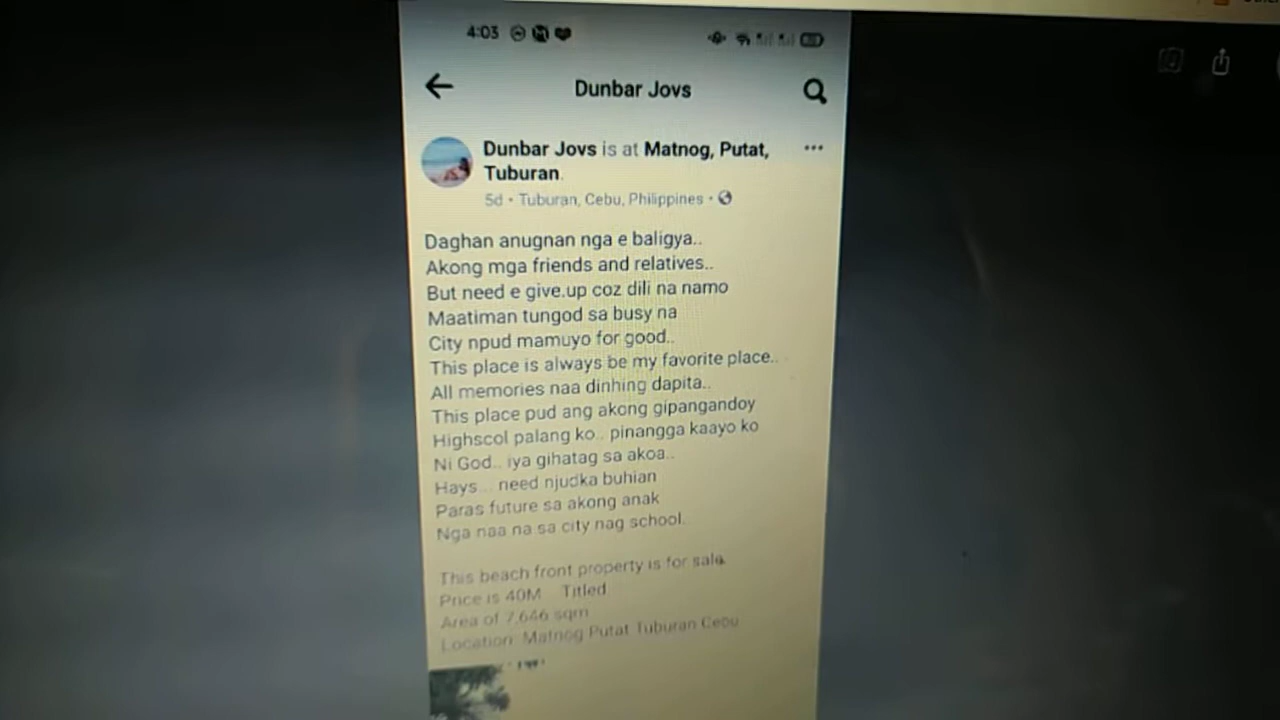 4:03
Dunbar Jovs
Dunbar Jovs is at Matnog, Putat,
Tuburan.
5d · Tuburan, Cebu, Philippines ·
Daghan anugnan nga e baligya..
Akong mga friends and relatives..
But need e give.up coz dili na namo
Maatiman tungod sa busy na
City npud mamuyo for good..
This place is always be my favorite place..
All memories naa dinhing dapita..
This place pud ang akong gipangandoy
Highscol palang ko.. pinangga kaayo ko
Ni God.. iya gihatag sa akoa..
Hays... need njudka buhian
Paras future sa akong anak
Nga naa na sa city nag school..
This beach front property is for sale.
Price is 40M Titled
Area of 7,646 sqm
Location: Matnog Putat Tuburan Cebu